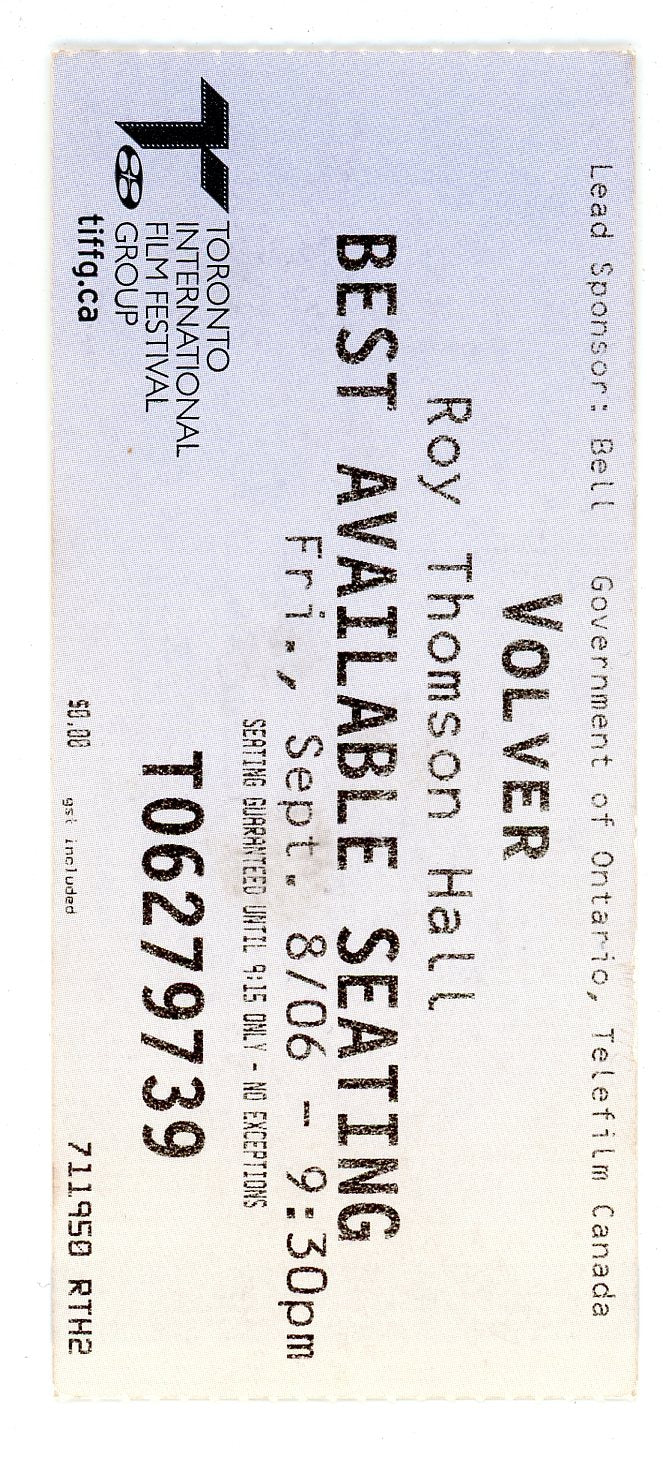 Lead Sponsor: Bell Government of Ontario, Telefilm Canada
VOLVER
Roy Thomson Hall
BEST AVAILABLE SEATING
Fri., Sept. 8/06 - 9:30pm
SEATING GUARANTEED UNTIL 9:15 ONLY - NO EXCEPTIONS
TORONTO
INTERNATIONAL
FILM FESTIVAL
GROUP
tiffg.ca
T06279739
$0.00 gst included
711950 RTH2